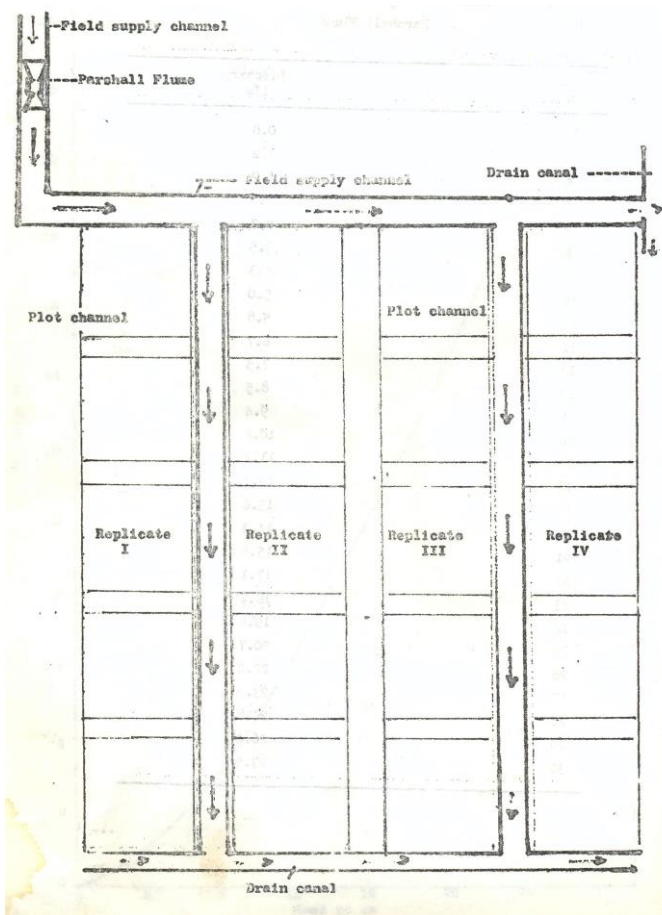 Field supply channel
Parshall Flume
Field supply channel
Drain canal
Plot channel
Plot channel
Replicate
I
Replicate
II
Replicate
III
Replicate
IV
Drain canal